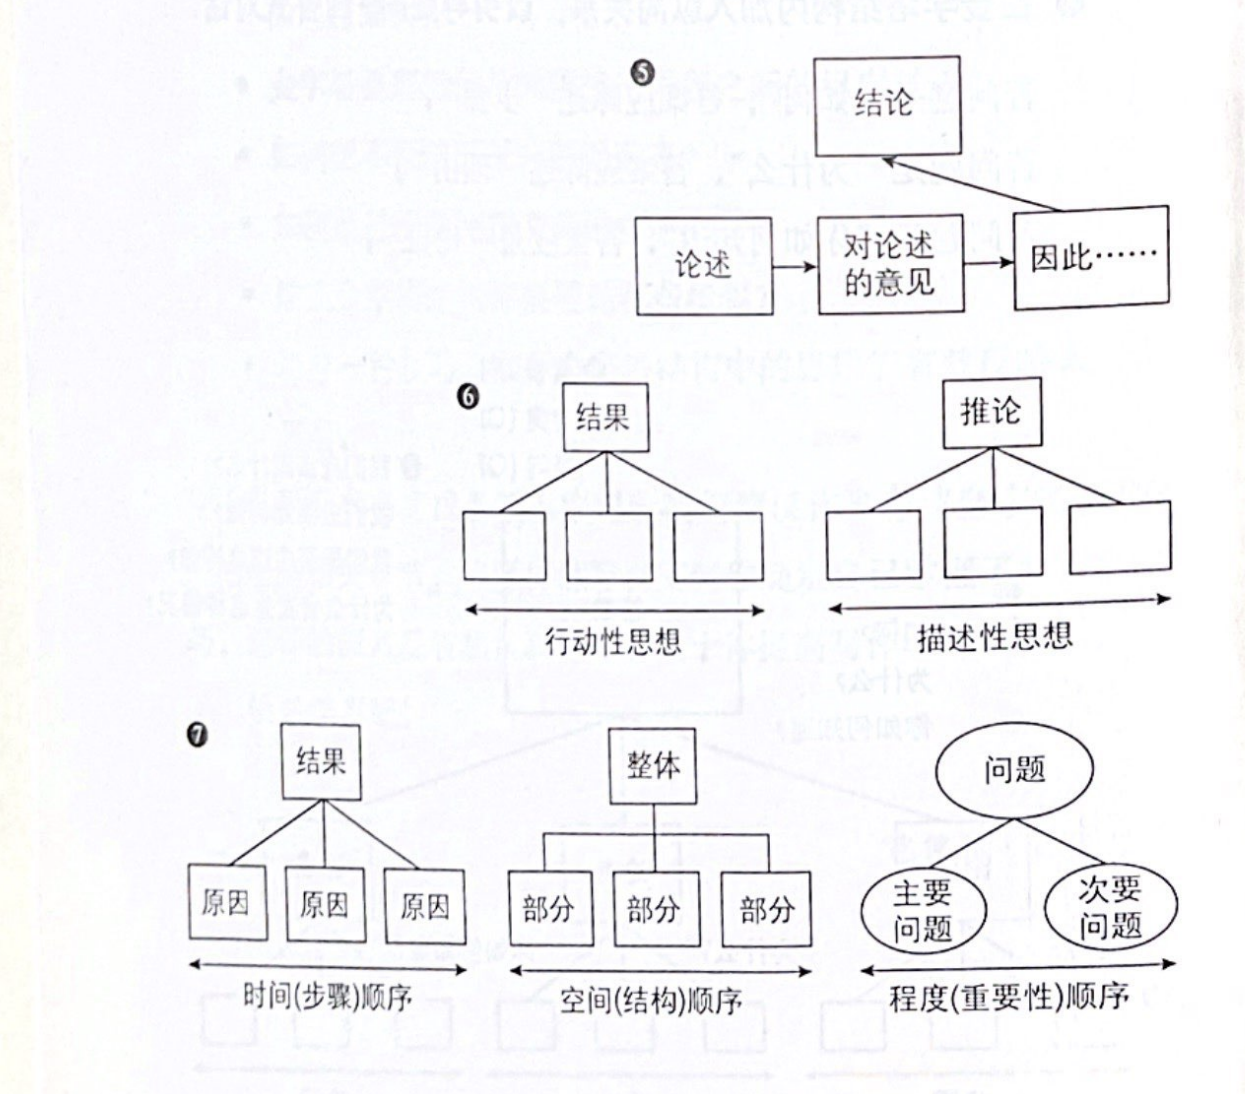 ❺
结论
论述
对论述
的意见
因此……
❻
结果
推论
行动性思想
描述性思想
❼
结果
原因
原因
原因
时间(步骤)顺序
整体
部分
部分
部分
空间(结构)顺序
问题
主要
问题
次要
问题
程度(重要性)顺序